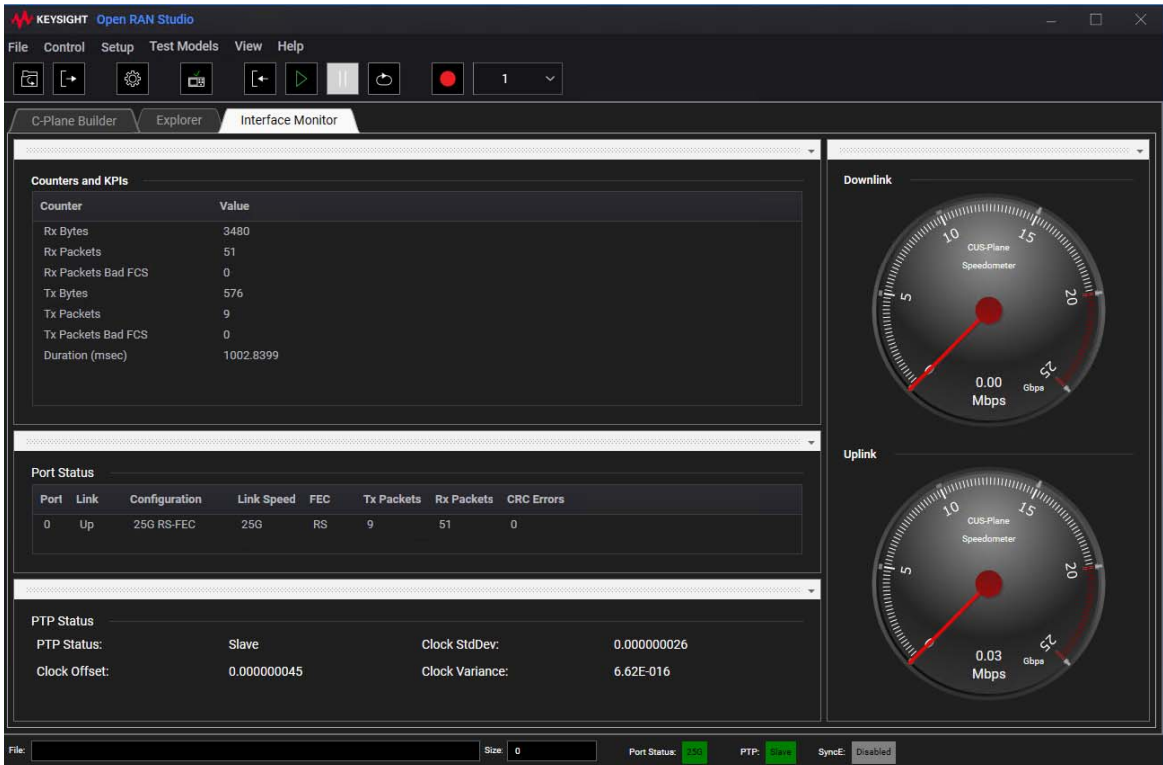 KEYSIGHT Open RAN Studio
File Control Setup Test Models View Help
1
C-Plane Builder Explorer Interface Monitor
Counters and KPIs
Counter Value
Rx Bytes 3480
Rx Packets 51
Rx Packets Bad FCS 0
Tx Bytes 576
Tx Packets 9
Tx Packets Bad FCS 0
Duration (msec) 1002.8399
Port Status
Port Link Configuration Link Speed FEC Tx Packets Rx Packets CRC Errors
0 Up 25G RS-FEC 25G RS 9 51 0
PTP Status
PTP Status: Slave Clock StdDev: 0.000000026
Clock Offset: 0.000000045 Clock Variance: 6.62E-016
Downlink
0 5 10 15 20 25
CUS-Plane
Speedometer
0.00 Gbps
Mbps
Uplink
0 5 10 15 20 25
CUS-Plane
Speedometer
0.03 Gbps
Mbps
File: Size: 0 Port Status: 25G PTP: Slave SyncE: Disabled